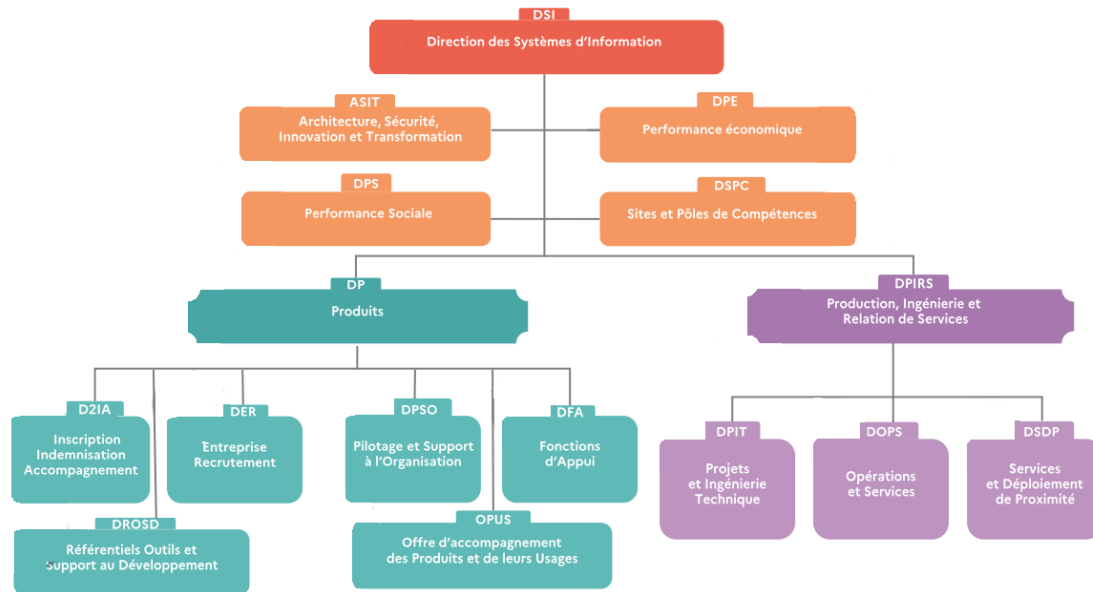 DSI
Direction des Systèmes d'Information
ASIT
Architecture, Sécurité,
Innovation et Transformation
DPE
Performance économique
DPS
Performance Sociale
DSPC
Sites et Pôles de Compétences
DP
Produits
DPIRS
Production, Ingénierie et
Relation de Services
D2IA
Inscription
Indemnisation
Accompagnement
DER
Entreprise
Recrutement
DPSO
Pilotage et Support
à l'Organisation
DFA
Fonctions
d'Appui
DROSD
Référentiels Outils et
Support au Développement
OPUS
Offre d'accompagnement
des Produits et de leurs Usages
DPIT
Projets
et Ingénierie
Technique
DOPS
Opérations
et Services
DSDP
Services
et Déploiement
de Proximité